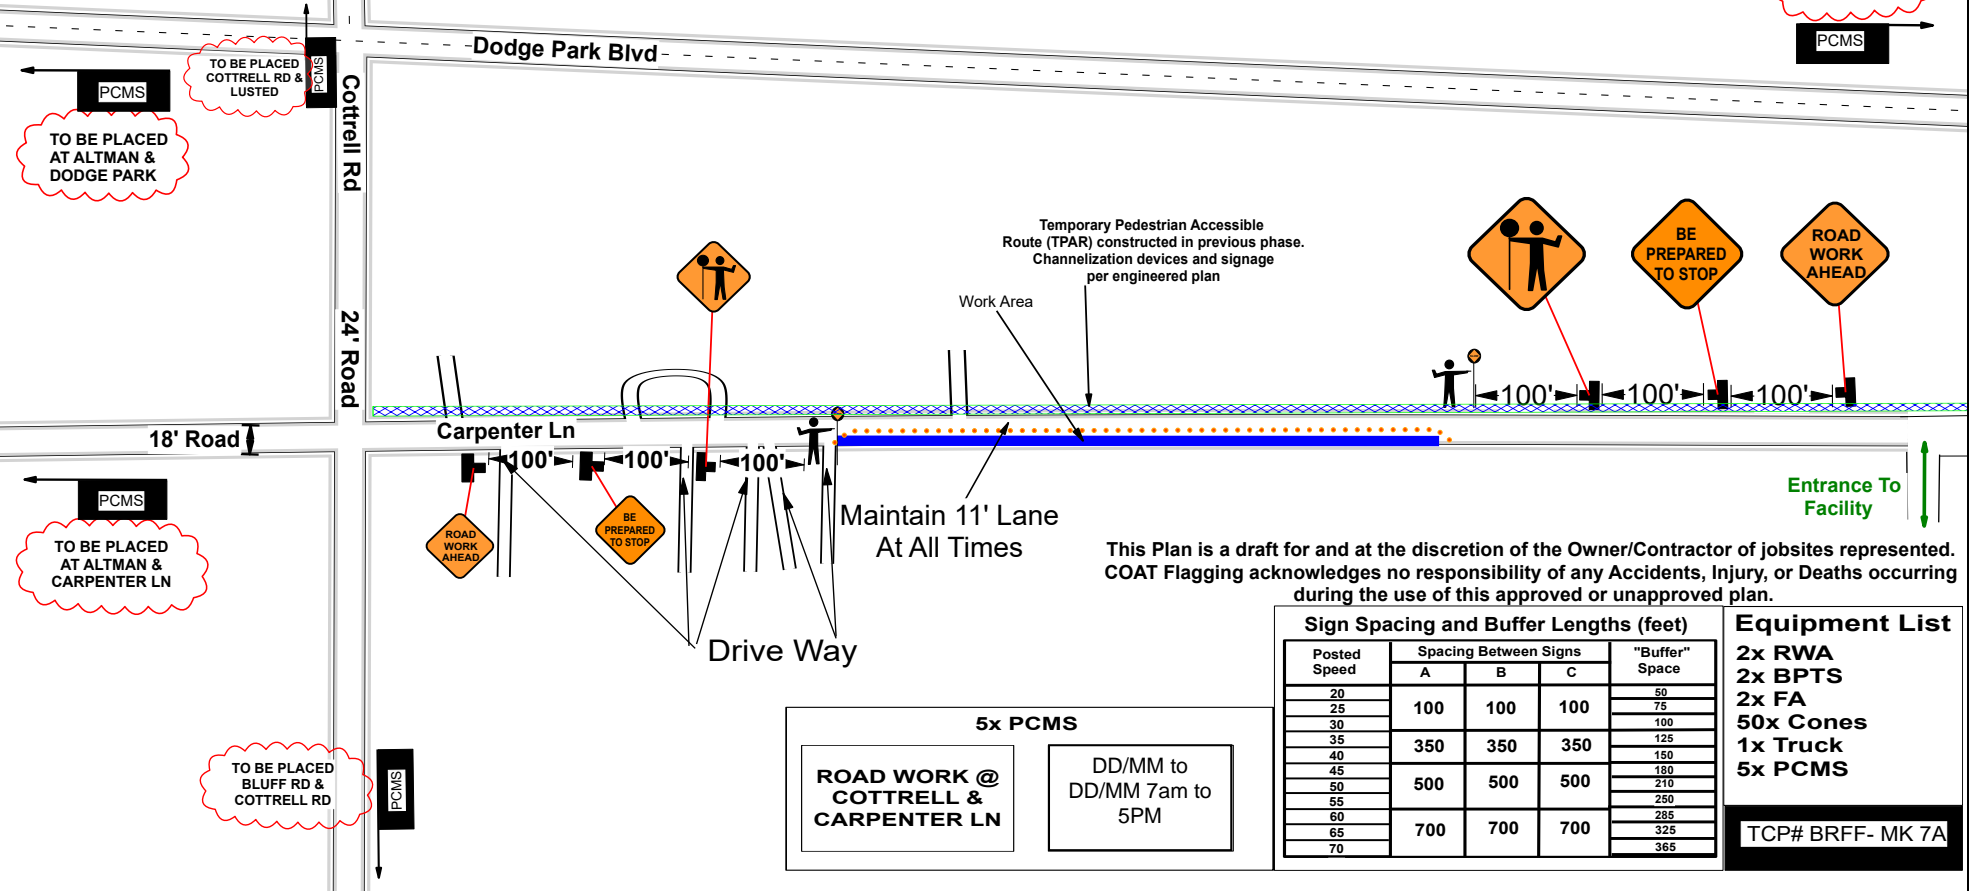 Dodge Park Blvd
PCMS
TO BE PLACED
COTTRELL RD &
LUSTED
PCMS
PCMS
TO BE PLACED
AT ALTMAN &
DODGE PARK
Cottrell Rd
24' Road
Temporary Pedestrian Accessible
Route (TPAR) constructed in previous phase.
Channelization devices and signage
per engineered plan
Work Area
BE
PREPARED
TO STOP
ROAD
WORK
AHEAD
100'
100'
100'
18' Road
Carpenter Ln
100'
100'
100'
PCMS
TO BE PLACED
AT ALTMAN &
CARPENTER LN
ROAD
WORK
AHEAD
BE
PREPARED
TO STOP
Maintain 11' Lane
At All Times
Entrance To
Facility
Drive Way
This Plan is a draft for and at the discretion of the Owner/Contractor of jobsites represented.
COAT Flagging acknowledges no responsibility of any Accidents, Injury, or Deaths occurring
during the use of this approved or unapproved plan.
TO BE PLACED
BLUFF RD &
COTTRELL RD
PCMS
5x PCMS
ROAD WORK @
COTTRELL &
CARPENTER LN
DD/MM to
DD/MM 7am to
5PM
Sign Spacing and Buffer Lengths (feet)
Posted Speed Spacing Between Signs "Buffer" Space
A B C
20 50
25 100 100 100 75
30 100
35 350 350 350 125
40 150
45 180
50 500 500 500 210
55 250
60 285
65 700 700 700 325
70 365
Equipment List
2x RWA
2x BPTS
2x FA
50x Cones
1x Truck
5x PCMS
TCP# BRFF- MK 7A